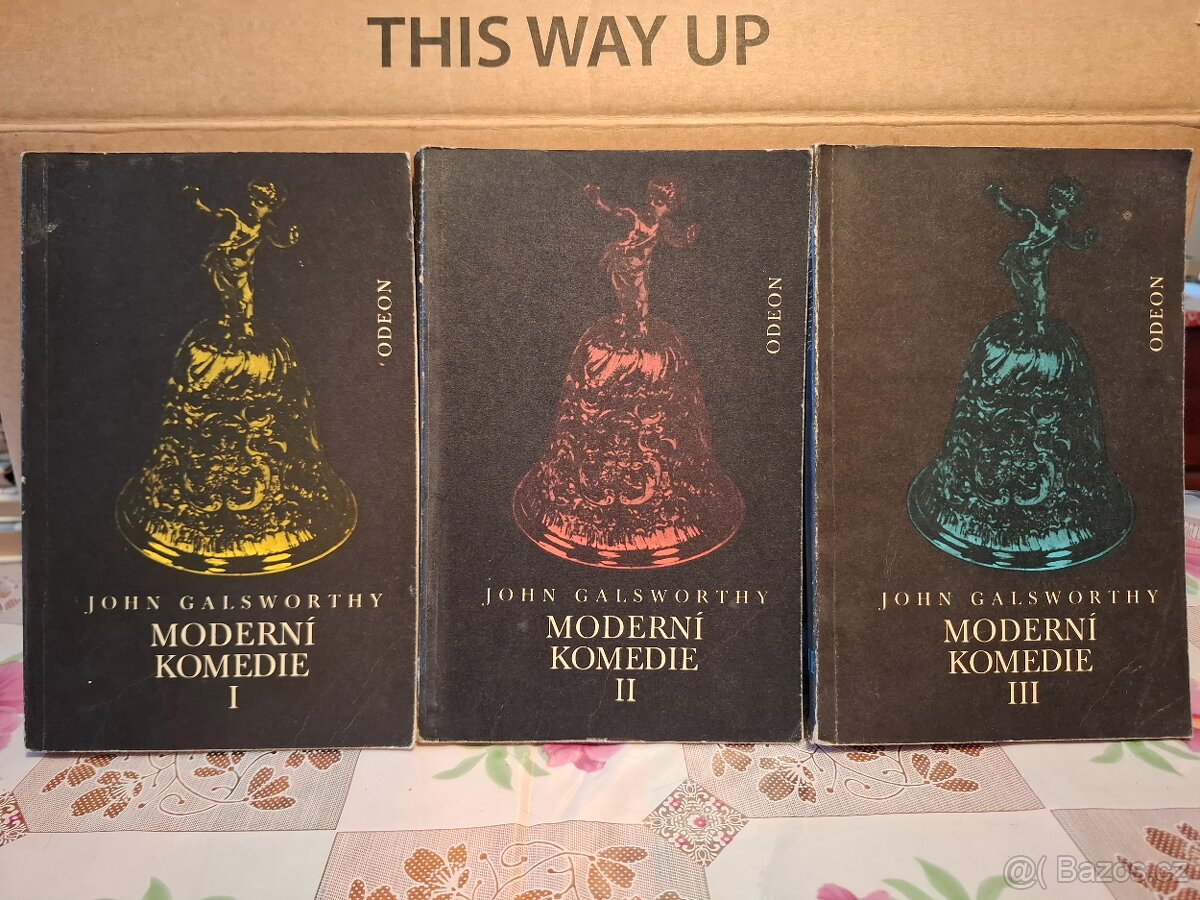 THIS WAY UP
ODEON
JOHN GALSWORTHY
MODERNÍ
KOMEDIE
I
ODEON
JOHN GALSWORTHY
MODERNÍ
KOMEDIE
II
ODEON
JOHN GALSWORTHY
MODERNÍ
KOMEDIE
III
@( Bazos.cz